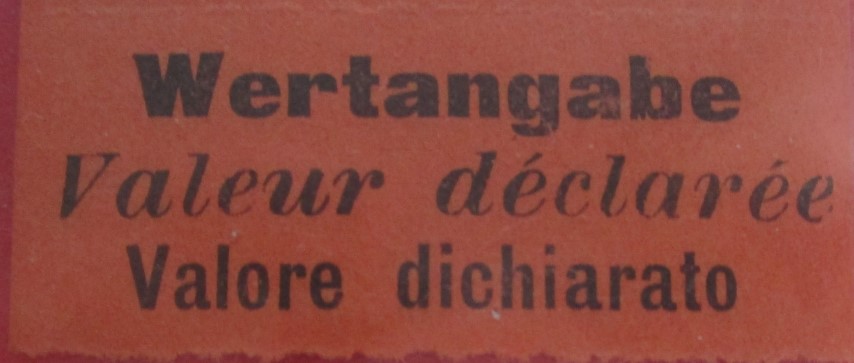 Wertangabe
Valeur déclarée
Valore dichiarato